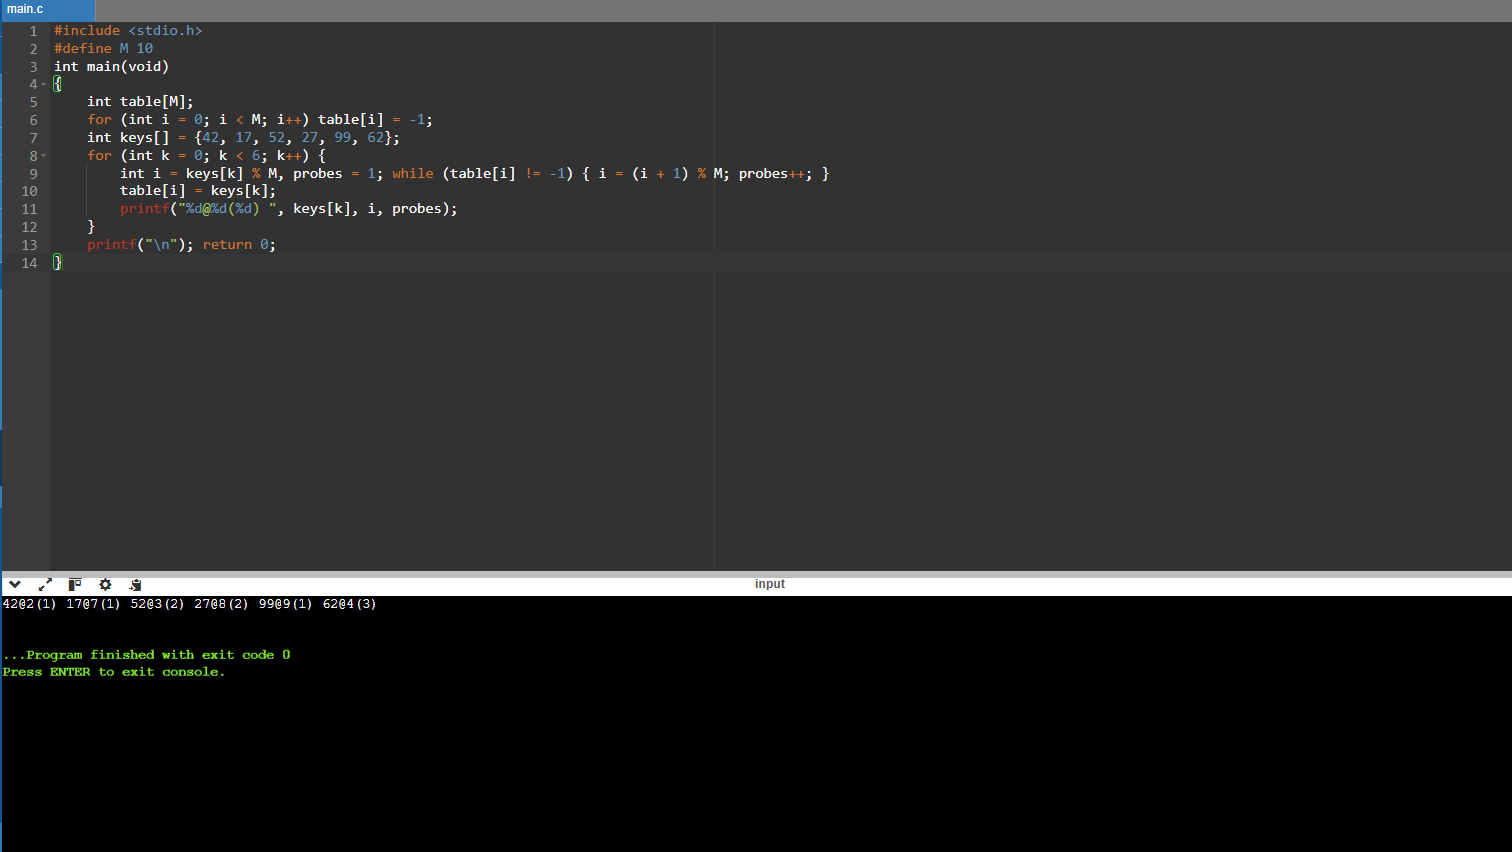 main.c
1 #include <stdio.h>
2 #define M 10
3 int main(void)
4 {
5     int table[M];
6     for (int i = 0; i < M; i++) table[i] = -1;
7     int keys[] = {42, 17, 52, 27, 99, 62};
8     for (int k = 0; k < 6; k++) {
9         int i = keys[k] % M, probes = 1; while (table[i] != -1) { i = (i + 1) % M; probes++; }
10         table[i] = keys[k];
11         printf("%d@%d(%d) ", keys[k], i, probes);
12     }
13     printf("\n"); return 0;
14 }
input
42@2(1) 17@7(1) 52@3(2) 27@8(2) 99@9(1) 62@4(3)
...Program finished with exit code 0
Press ENTER to exit console.